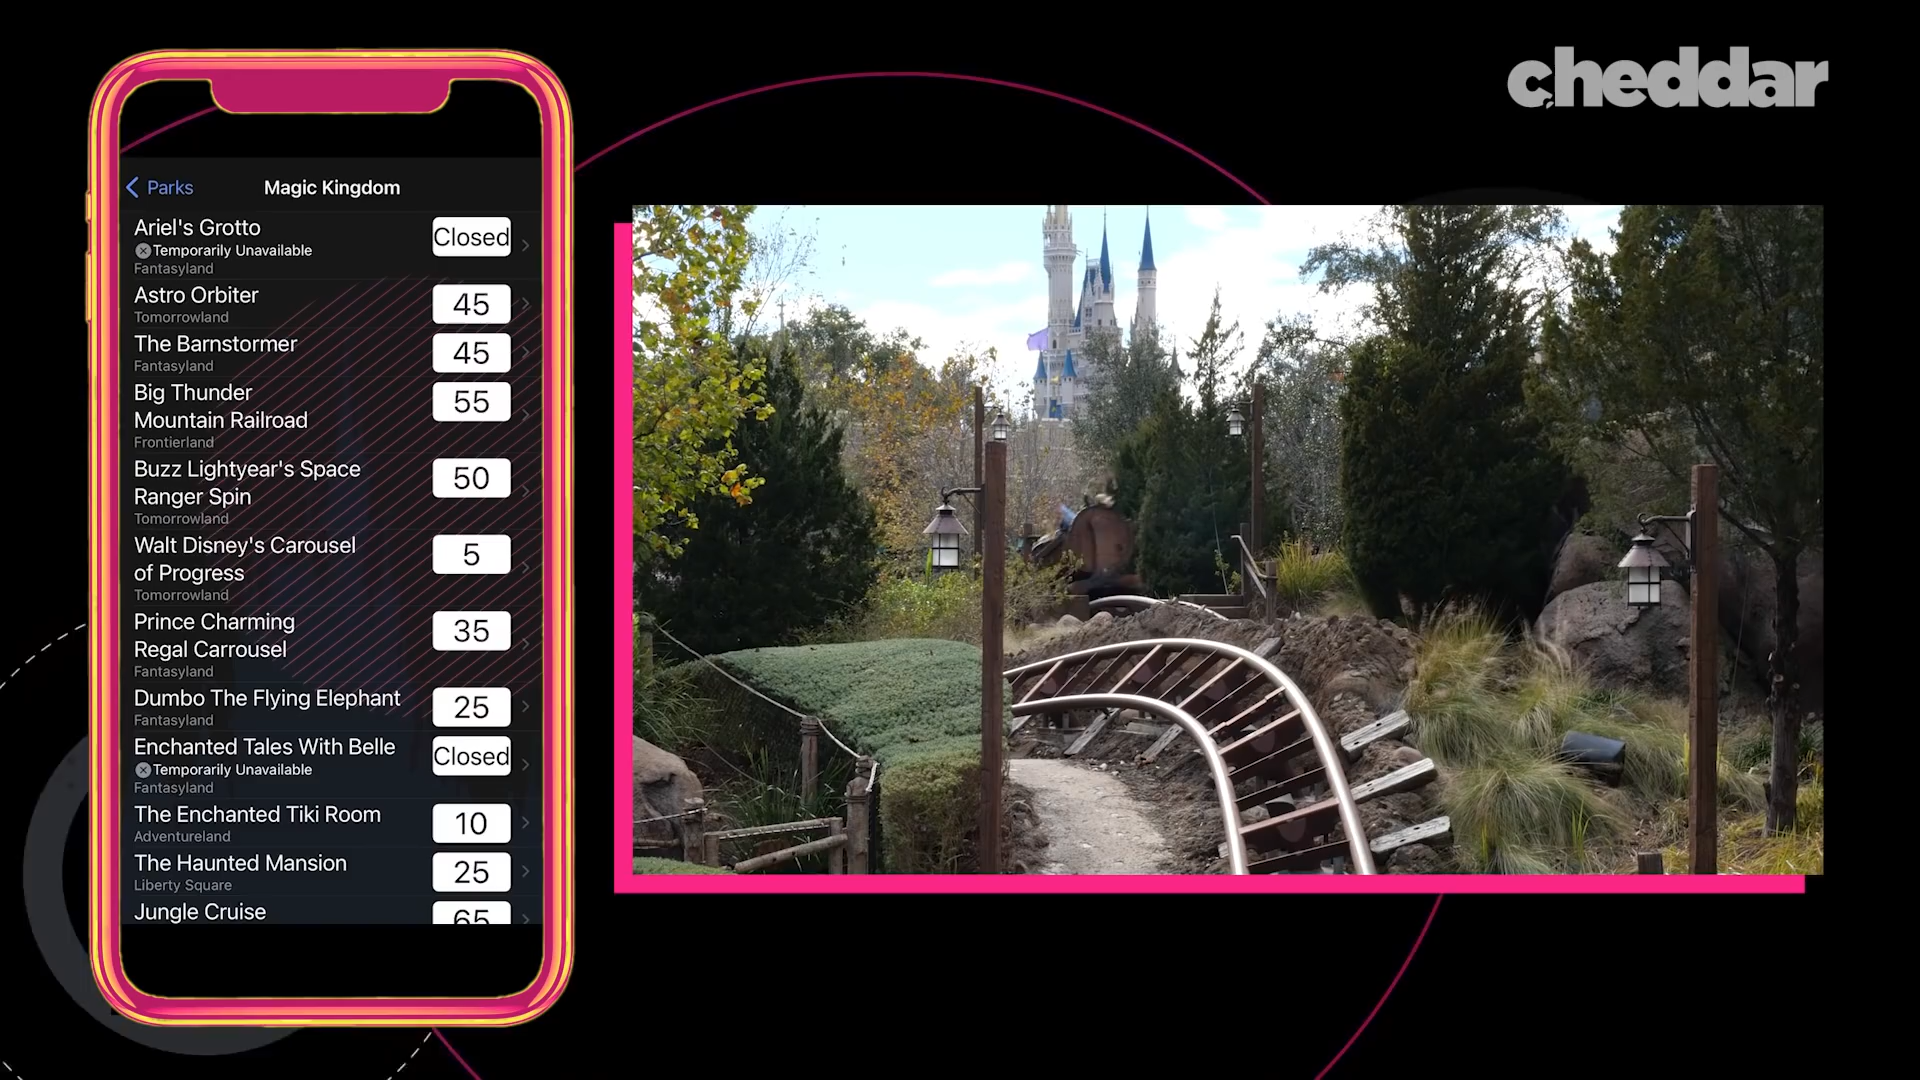 cheddar
Parks
Magic Kingdom
Ariel's Grotto
Closed
Temporarily Unavailable
Fantasyland
Astro Orbiter
45
Tomorrowland
The Barnstormer
45
Fantasyland
Big Thunder
Mountain Railroad
55
Frontierland
Buzz Lightyear's Space
Ranger Spin
50
Tomorrowland
Walt Disney's Carousel
of Progress
5
Tomorrowland
Prince Charming
Regal Carrousel
35
Fantasyland
Dumbo The Flying Elephant
25
Fantasyland
Enchanted Tales With Belle
Closed
Temporarily Unavailable
Fantasyland
The Enchanted Tiki Room
10
Adventureland
The Haunted Mansion
25
Liberty Square
Jungle Cruise
65